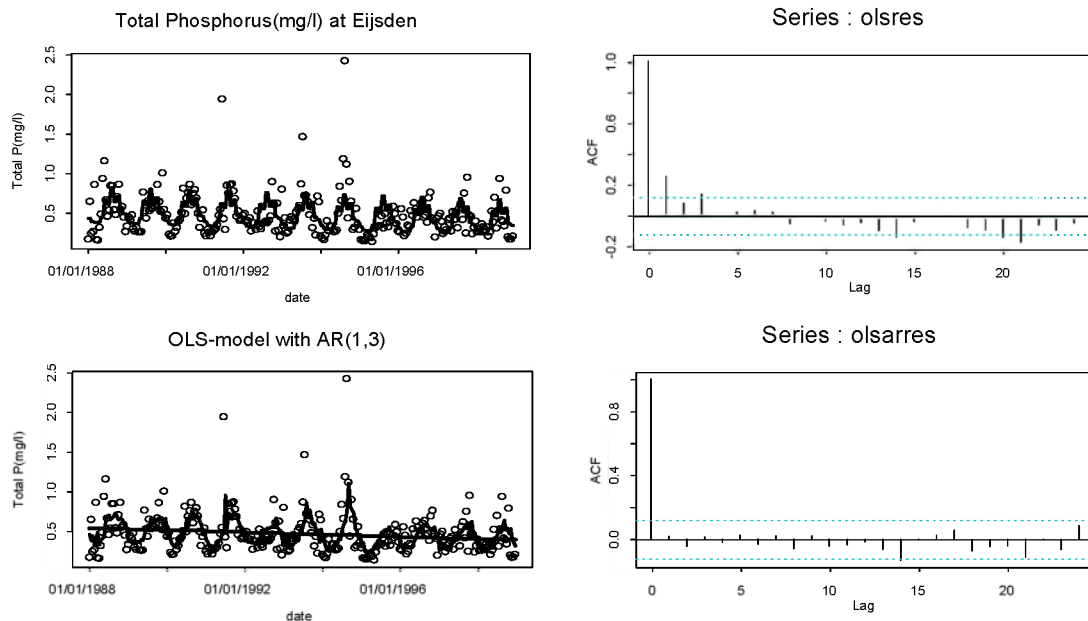 Total Phosphorus(mg/l) at Eijsden
Total P(mg/l)
2.5
2.0
1.5
1.0
0.5
01/01/1988
01/01/1992
01/01/1996
date
Series : olsres
ACF
1.0
0.6
0.2
-0.2
0
5
10
15
20
Lag
OLS-model with AR(1,3)
Total P(mg/l)
2.5
2.0
1.5
1.0
0.5
01/01/1988
01/01/1992
01/01/1996
date
Series : olsarres
ACF
0.8
0.4
0.0
0
5
10
15
20
Lag